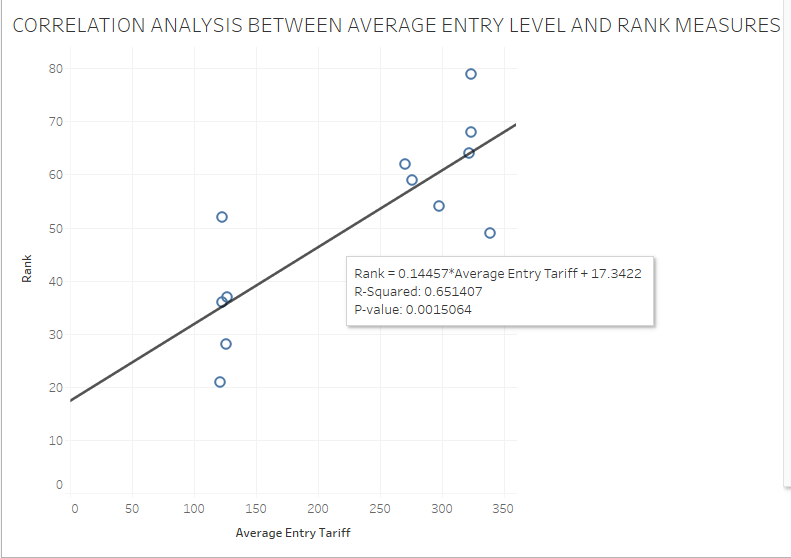 CORRELATION ANALYSIS BETWEEN AVERAGE ENTRY LEVEL AND RANK MEASURES
80
70
60
50
40
30
20
10
0
Rank
Rank = 0.14457*Average Entry Tariff + 17.3422
R-Squared: 0.651407
P-value: 0.0015064
0 50 100 150 200 250 300 350
Average Entry Tariff